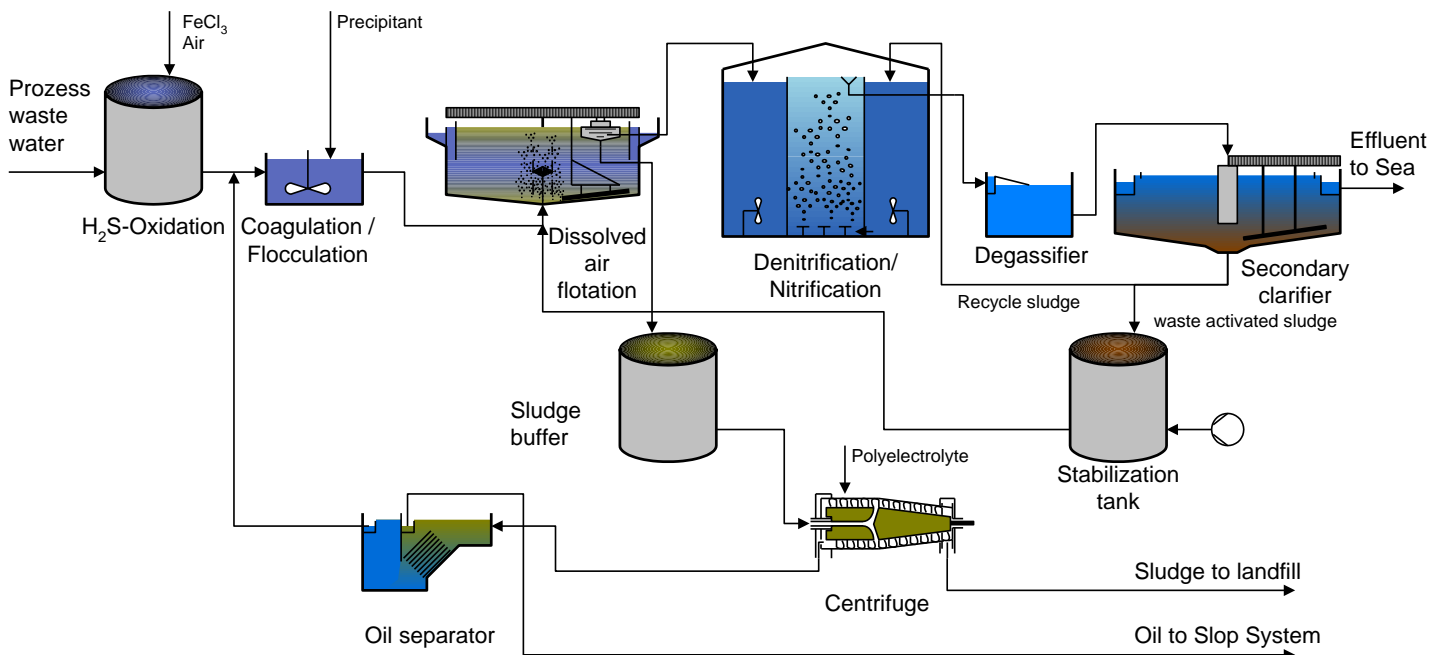 FeCl₃
Air
Precipitant
Prozess
waste
water
H₂S-Oxidation
Coagulation /
Flocculation
Dissolved
air
flotation
Denitrification/
Nitrification
Degassifier
Effluent
to Sea
Secondary
clarifier
Recycle sludge
waste activated sludge
Sludge
buffer
Stabilization
tank
Polyelectrolyte
Centrifuge
Sludge to landfill
Oil separator
Oil to Slop System